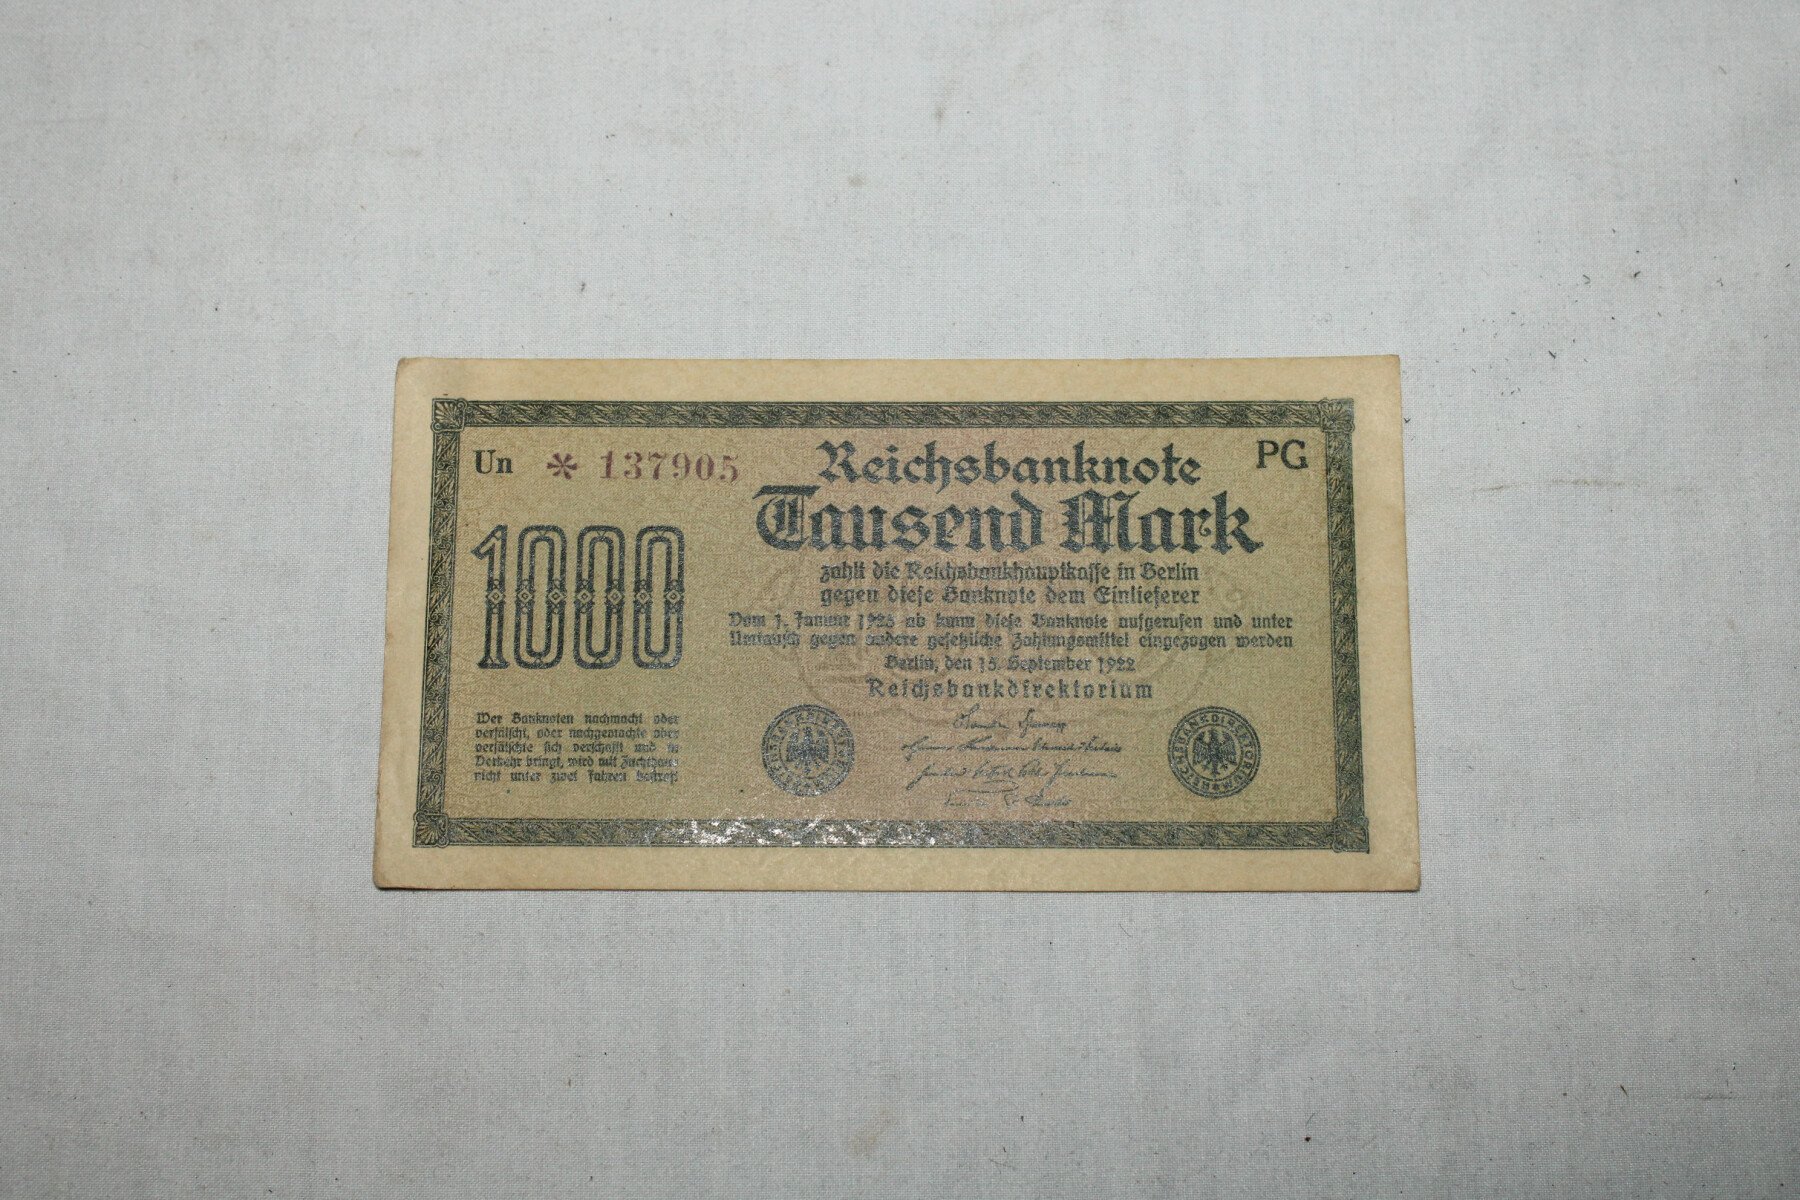 Un * 137905
Reichsbanknote
PG
Tausend Mark
1000
zahlt die Reichsbankhauptkasse in Berlin
gegen diese Banknote dem Einlieferer
Vom 1. Januar 1923 ab kann diese Banknote aufgerufen und unter
Umtausch gegen andere gesetzliche Zahlungsmittel eingezogen werden
Berlin, den 15. September 1922
Reichsbankdirektorium
Wer Banknoten nachmacht oder
verfälscht, oder nachgemachte oder
verfälschte sich verschafft und in
Verkehr bringt, wird mit Zuchthaus
nicht unter zwei Jahren bestraft
REICHSBANKDIREKTORIUM
REICHSBANKDIREKTORIUM